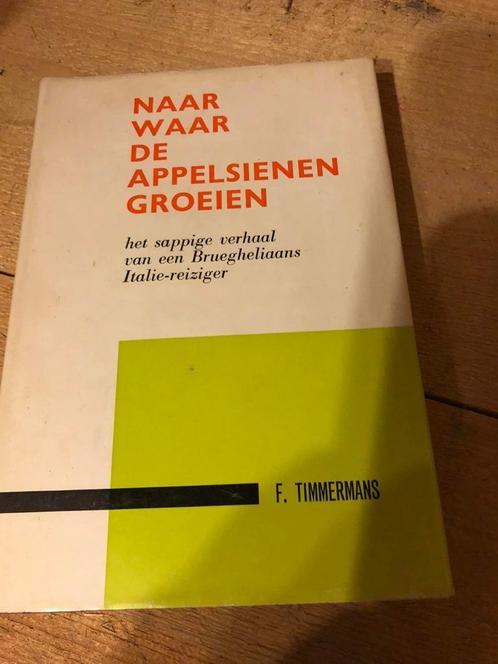 NAAR
WAAR
DE
APPELSIENEN
GROEIEN
het sappige verhaal
van een Bruegheliaans
Italie-reiziger
F. TIMMERMANS